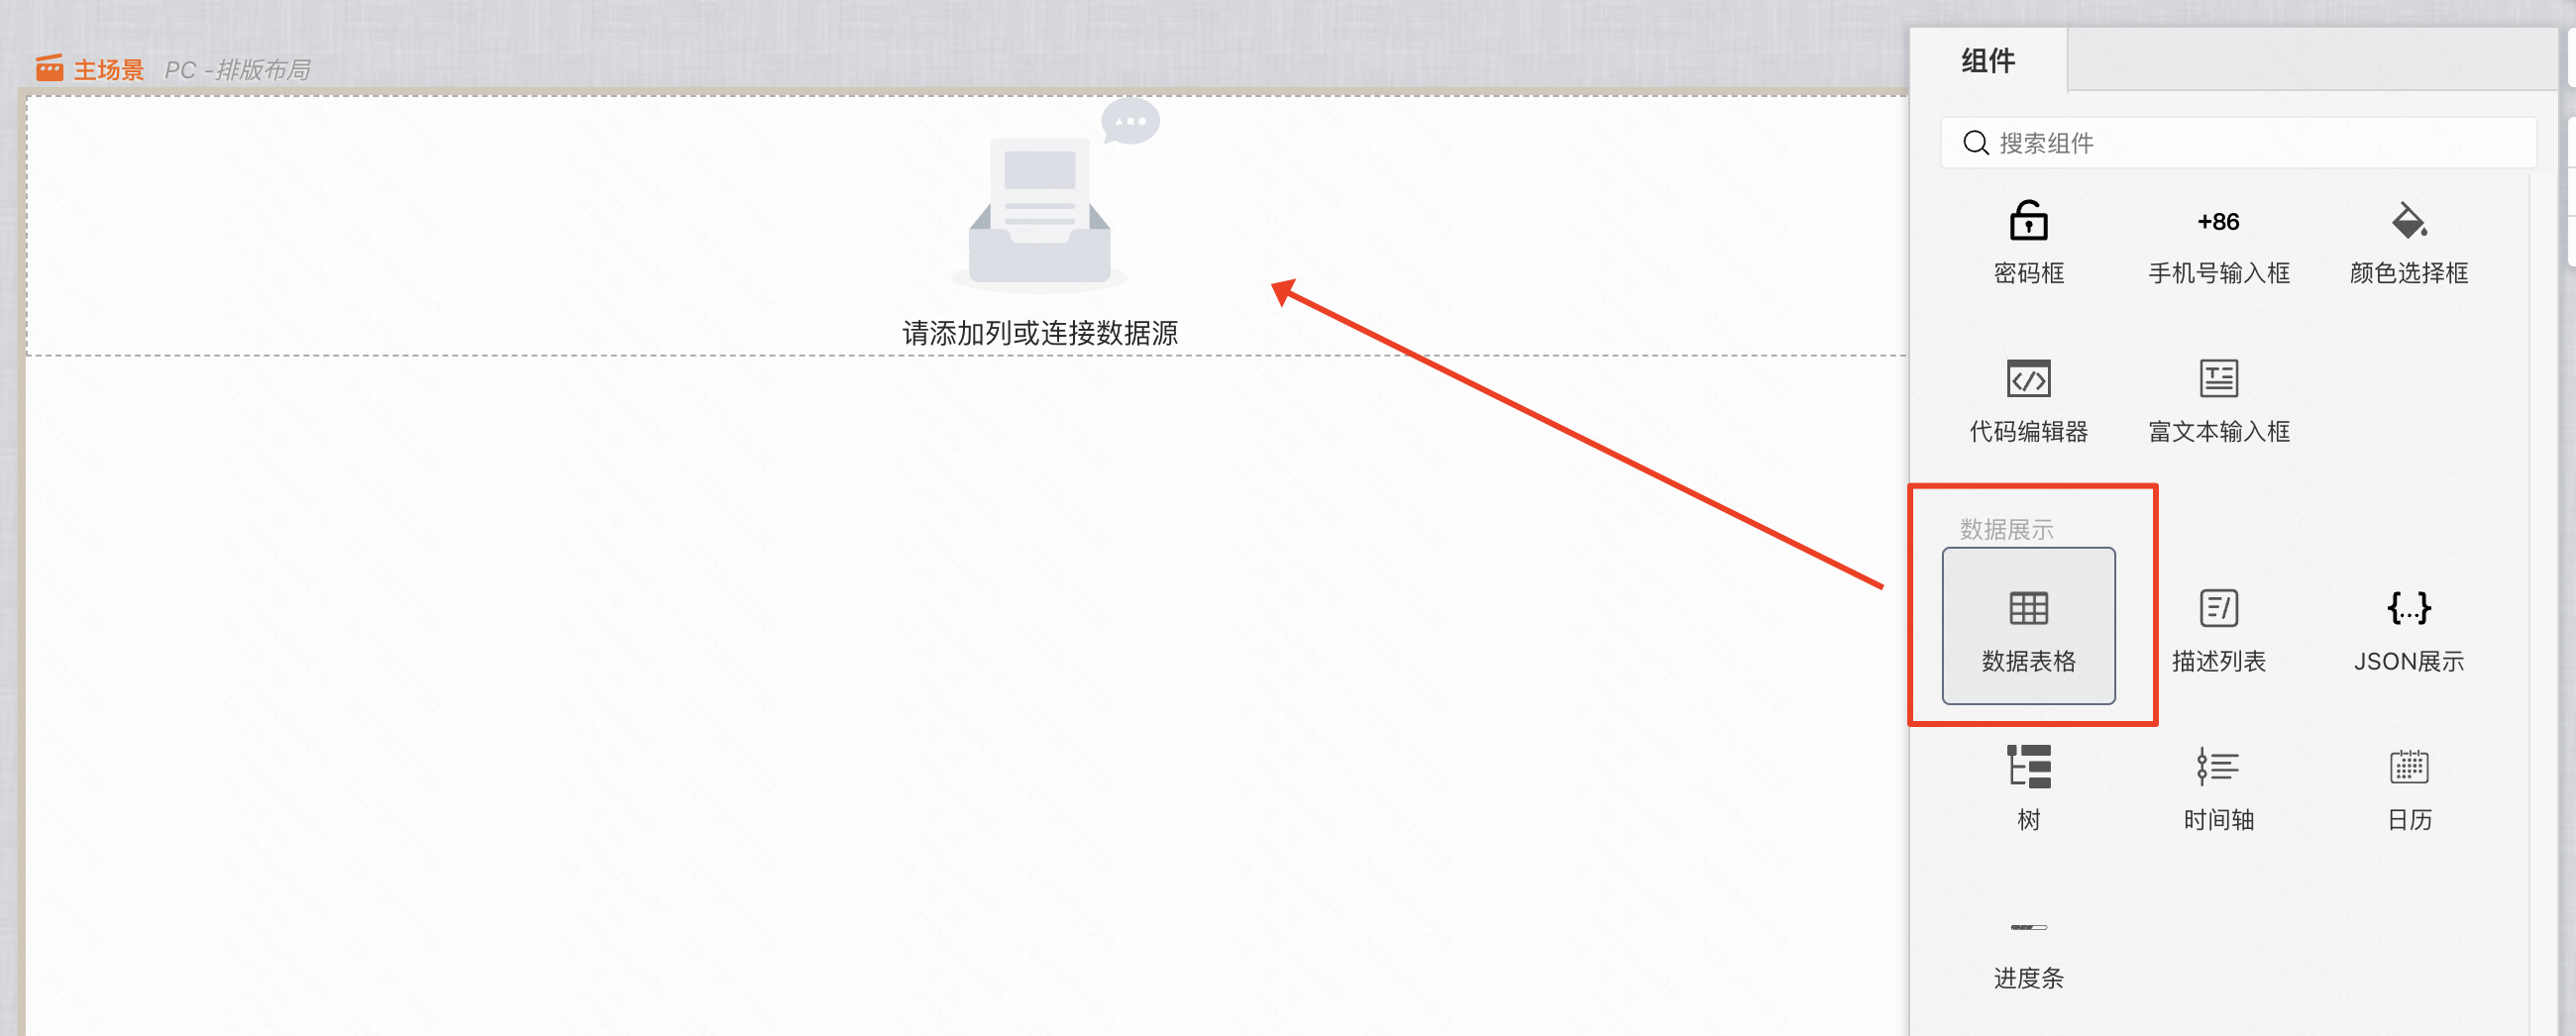 主场景 PC -排版布局
请添加列或连接数据源
组件
搜索组件
+86
密码框 手机号输入框 颜色选择框
代码编辑器 富文本输入框
数据展示
{...}
数据表格 描述列表 JSON展示
树 时间轴 日历
进度条